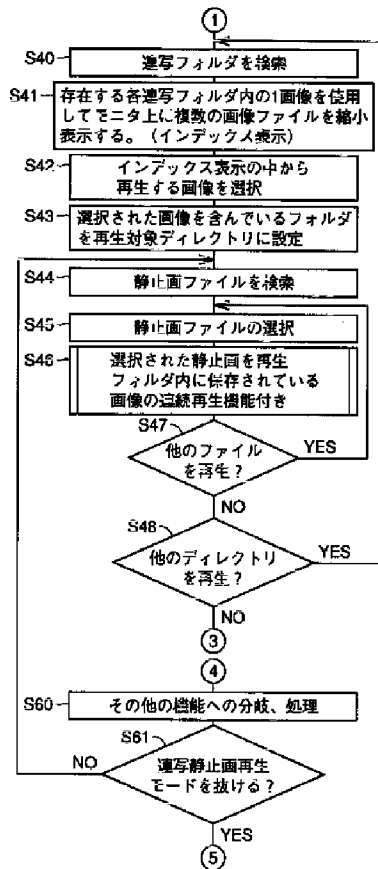 1
S40
連写フォルダを検索
S41
存在する各連写フォルダ内の1画像を使用
してモニタ上に複数の画像ファイルを縮小
表示する。(インデックス表示)
S42
インデックス表示の中から
再生する画像を選択
S43
選択された画像を含んでいるフォルダ
を再生対象ディレクトリに設定
S44
静止画ファイルを検索
S45
静止画ファイルの選択
S46
選択された静止画を再生
フォルダ内に保存されている
画像の連続再生機能付き
S47
他のファイル
を再生?
YES
NO
S48
他のディレクトリ
を再生?
YES
NO
3
4
S60
その他の機能への分岐、処理
S61
連写静止画再生
モードを抜ける?
NO
YES
5